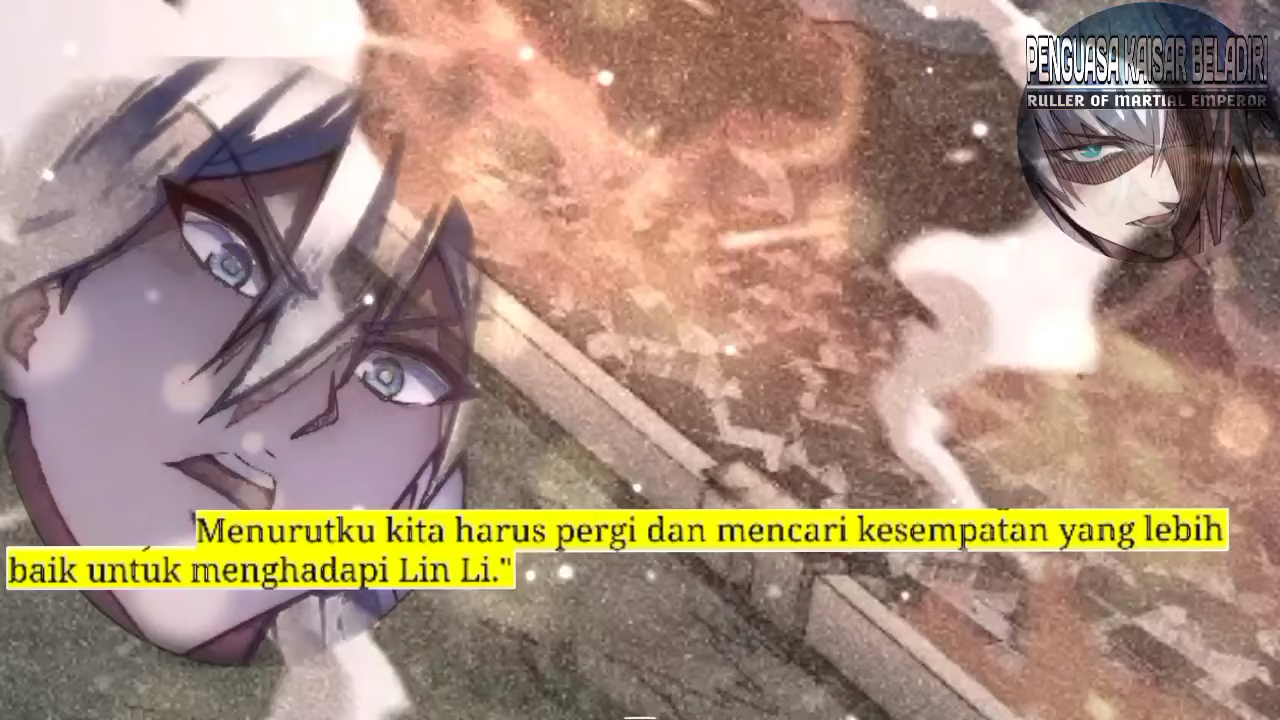 PENGUASA KAISAR BELADIRI
RULLER OF MARTIAL EMPEROR
Menurutku kita harus pergi dan mencari kesempatan yang lebih
baik untuk menghadapi Lin Li."